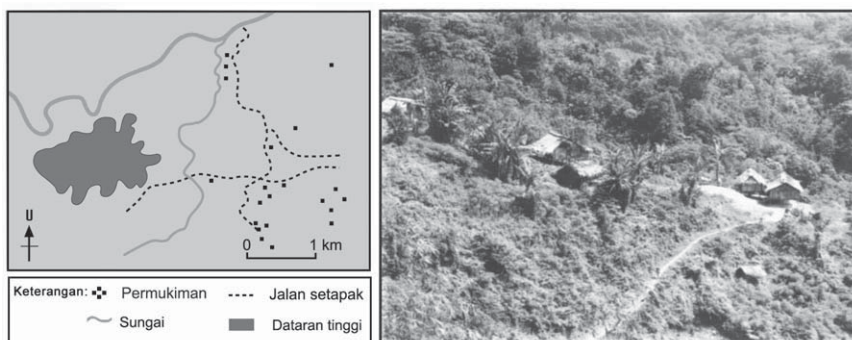 U
0 1 km
Keterangan: Permukiman Jalan setapak
Sungai Dataran tinggi